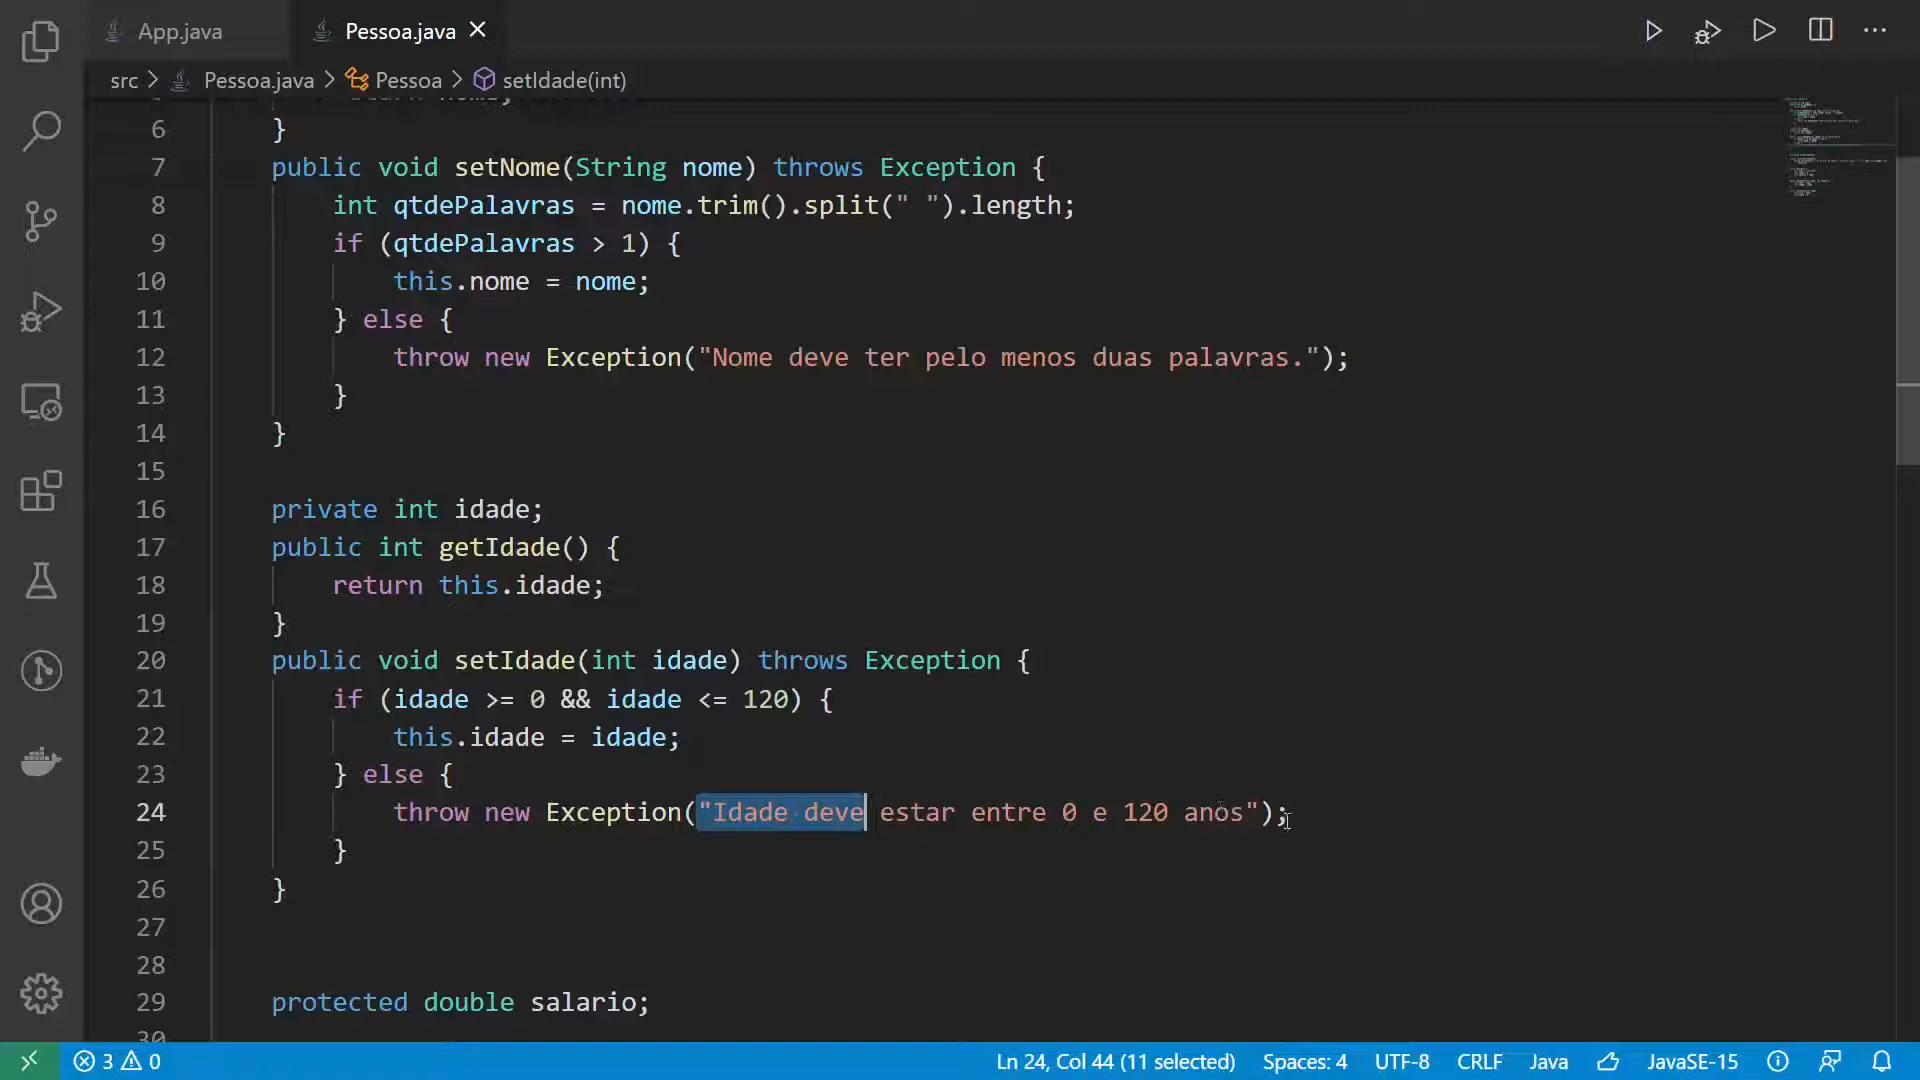 App.java
Pessoa.java
src > Pessoa.java > Pessoa > setIdade(int)
6 }
7 public void setNome(String nome) throws Exception {
8 int qtdePalavras = nome.trim().split(" ").length;
9 if (qtdePalavras > 1) {
10 this.nome = nome;
11 } else {
12 throw new Exception("Nome deve ter pelo menos duas palavras.");
13 }
14 }
15
16 private int idade;
17 public int getIdade() {
18 return this.idade;
19 }
20 public void setIdade(int idade) throws Exception {
21 if (idade >= 0 && idade <= 120) {
22 this.idade = idade;
23 } else {
24 throw new Exception("Idade deve estar entre 0 e 120 anos");
25 }
26 }
27
28
29 protected double salario;
30
3 0 Ln 24, Col 44 (11 selected) Spaces: 4 UTF-8 CRLF Java JavaSE-15